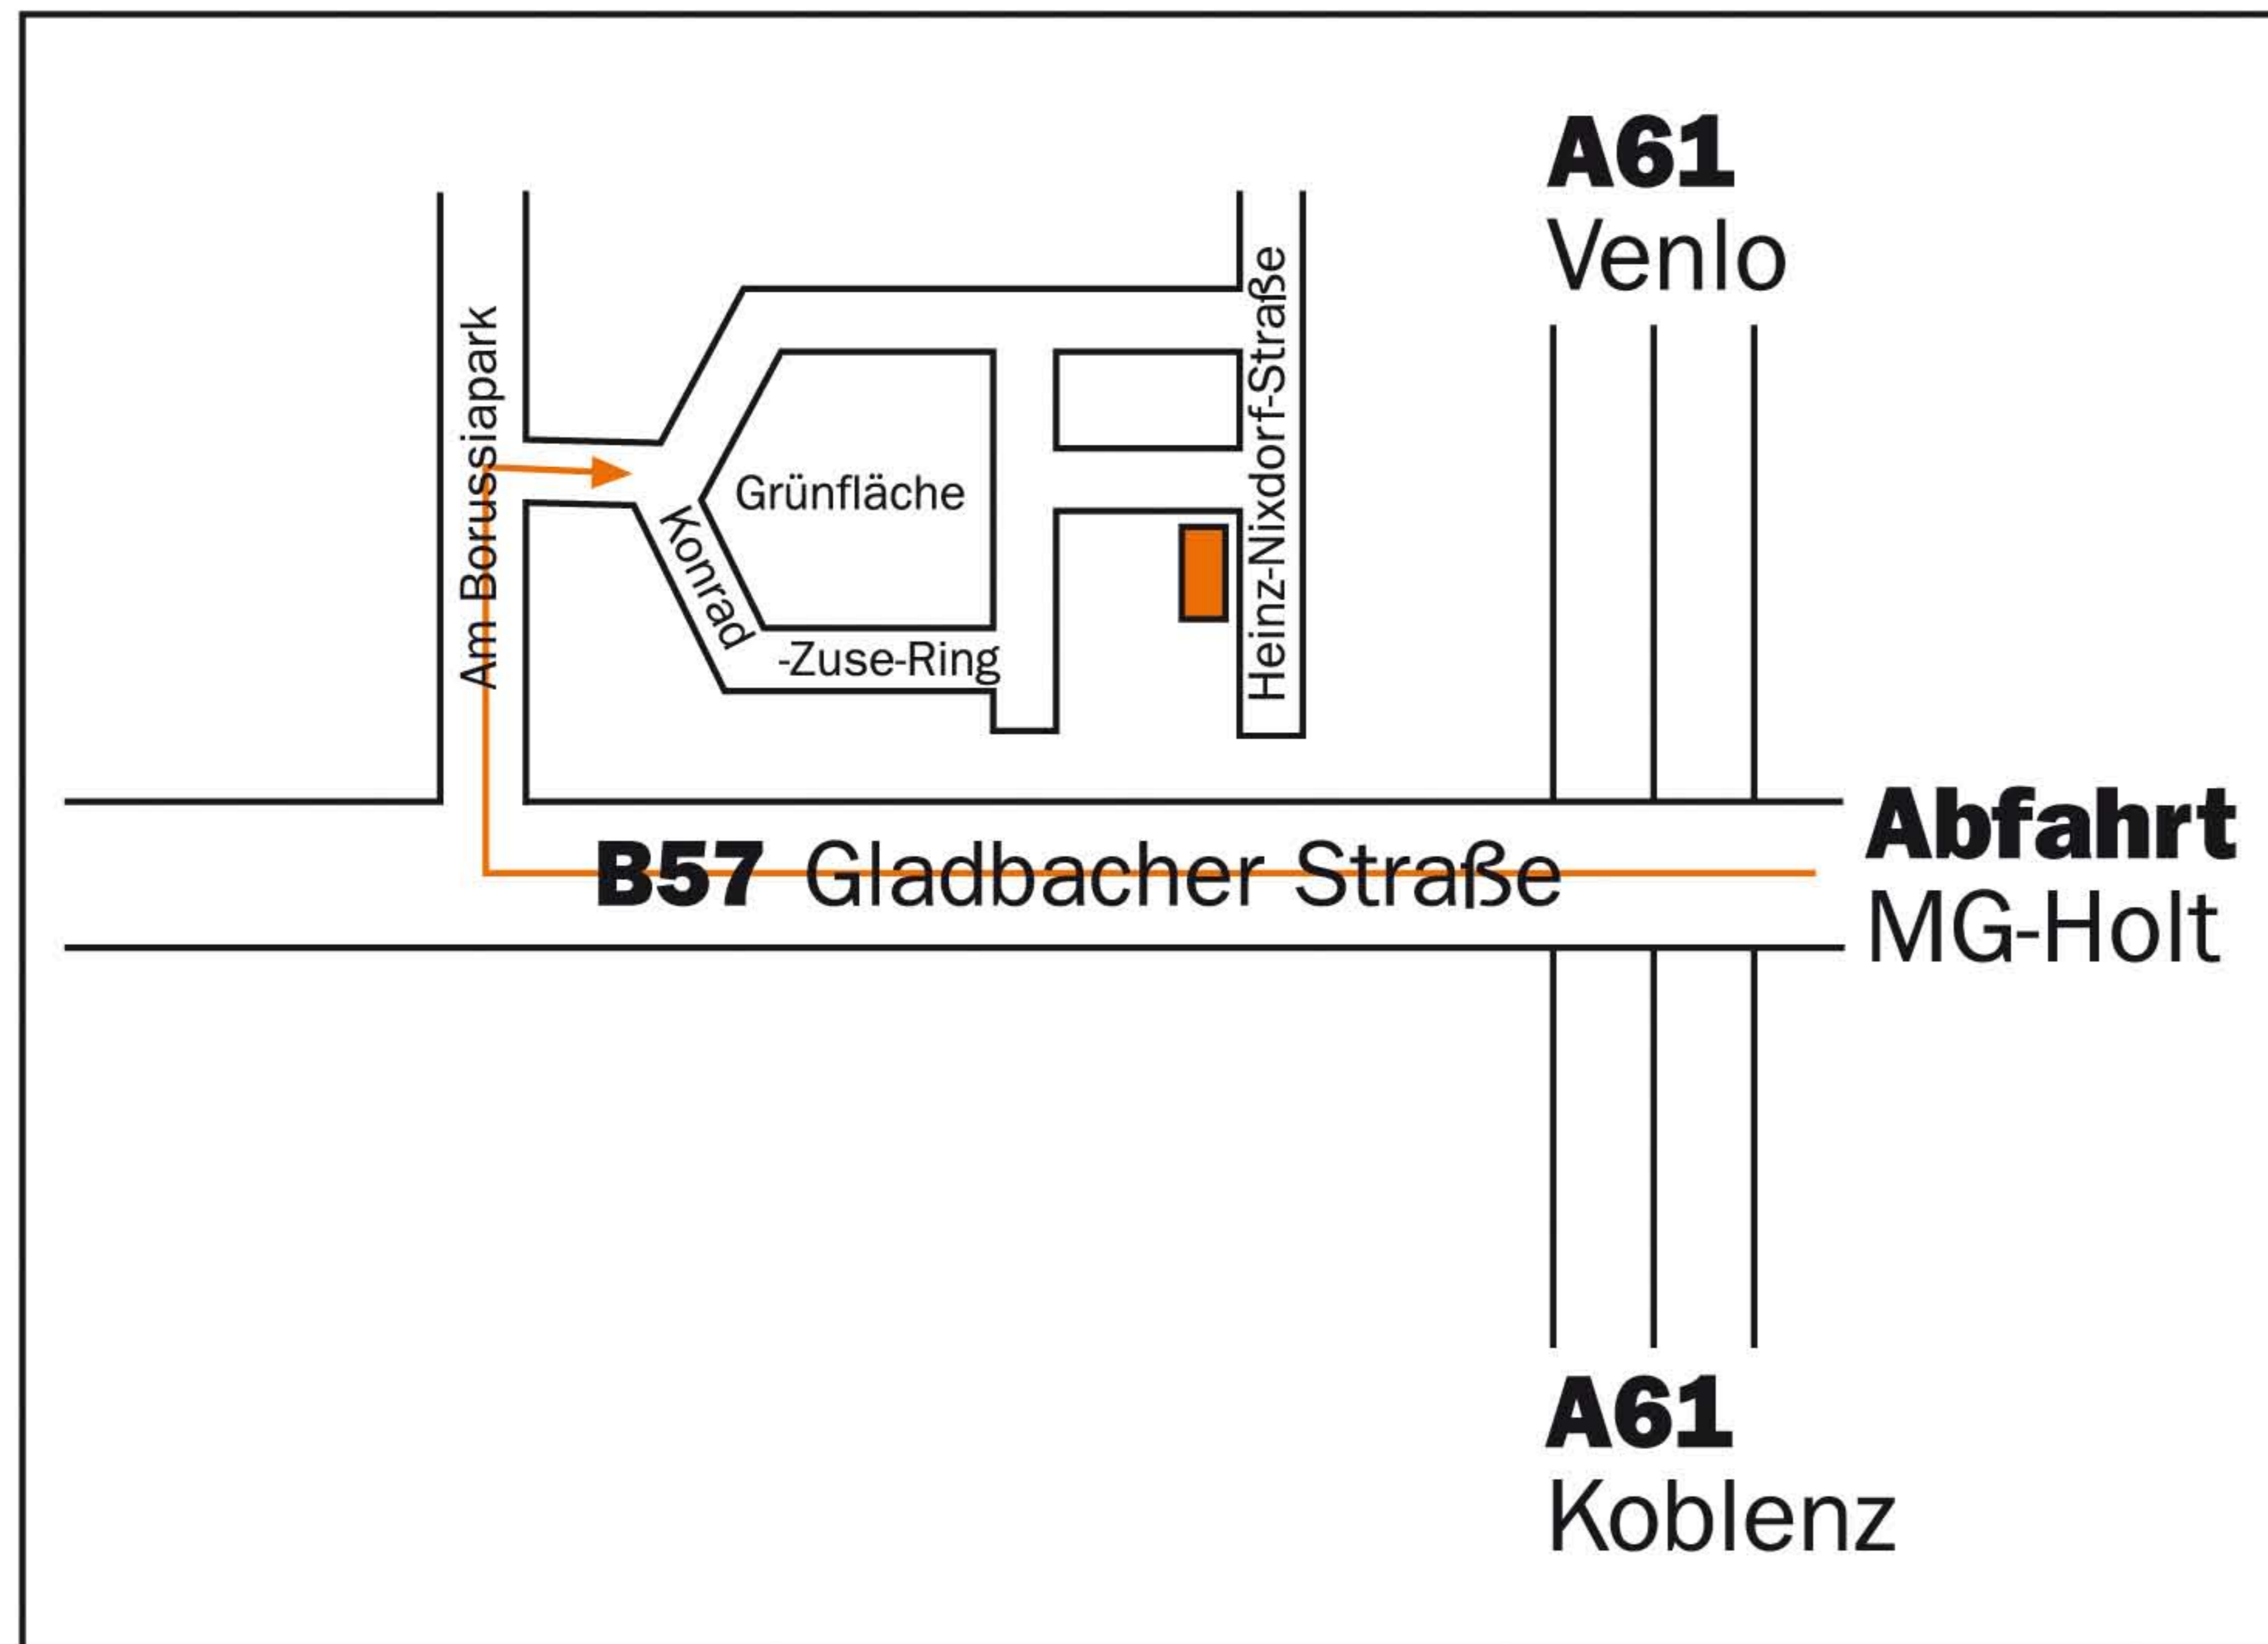 A61
Venlo
Am Borussiapark
Heinz-Nixdorf-Straße
Grünfläche
Konrad
-Zuse-Ring
B57 Gladbacher Straße
Abfahrt
MG-Holt
A61
Koblenz